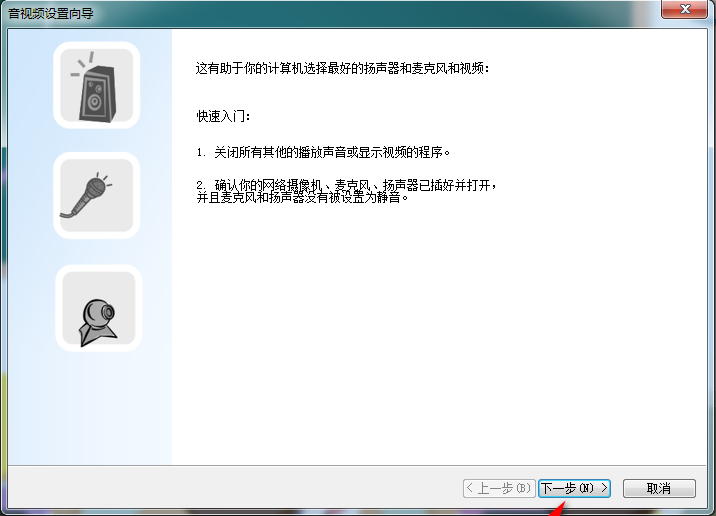 音视频设置向导
这有助于你的计算机选择最好的扬声器和麦克风和视频：
快速入门：
1. 关闭所有其他的播放声音或显示视频的程序。
2. 确认你的网络摄像机、麦克风、扬声器已插好并打开，
并且麦克风和扬声器没有被设置为静音。
< 上一步(B) 下一步(N) > 取消